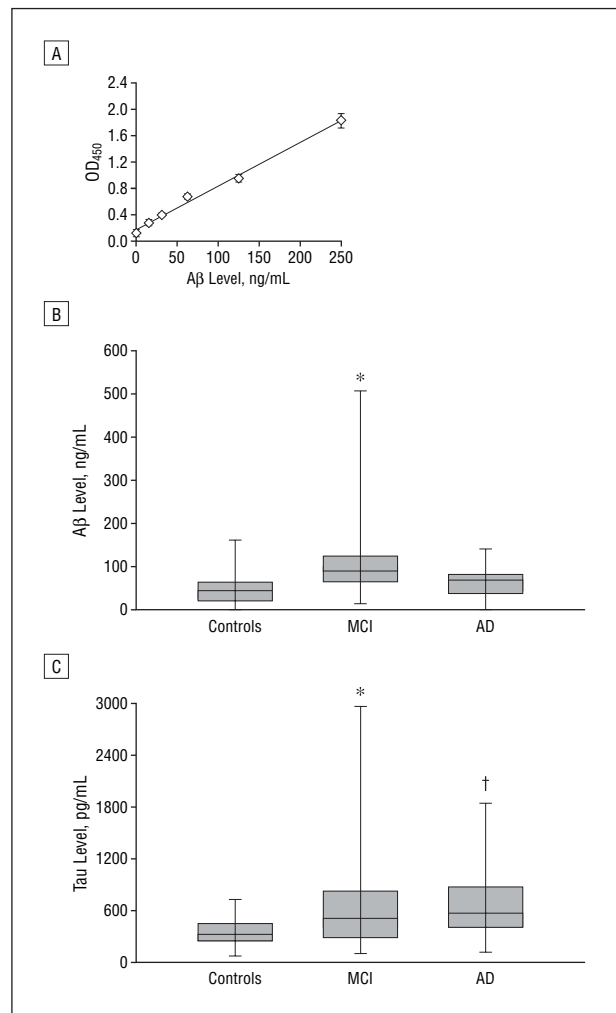 A
2.4
2.0
1.6
1.2
0.8
0.4
0.0
OD450
0 50 100 150 200 250
Aβ Level, ng/mL
B
600
500
400
300
200
100
0
Aβ Level, ng/mL
*
Controls MCI AD
C
3000
2400
1800
1200
600
0
Tau Level, pg/mL
*
†
Controls MCI AD